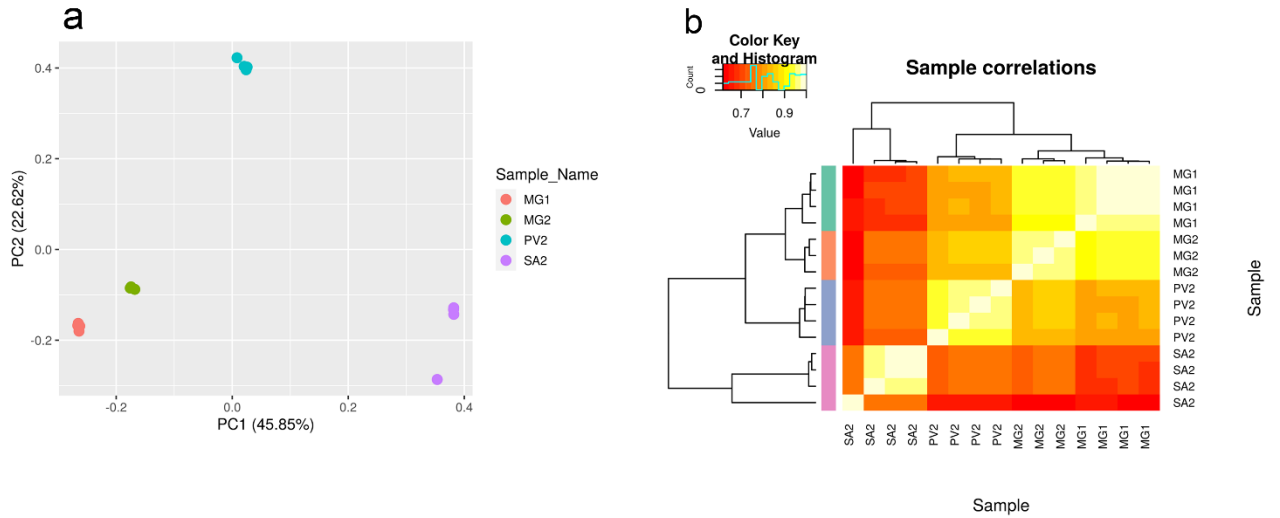 a
0.4
0.2
0.0
-0.2
-0.2
0.0
0.2
0.4
PC1 (45.85%)
PC2 (22.62%)
Sample_Name
MG1
MG2
PV2
SA2
b
Color Key
and Histogram
Count
0
0.7
0.9
Value
Sample correlations
MG1
MG1
MG1
MG1
MG2
MG2
MG2
PV2
PV2
PV2
PV2
SA2
SA2
SA2
SA2
Sample
SA2
SA2
SA2
SA2
PV2
PV2
PV2
PV2
MG2
MG2
MG2
MG1
MG1
MG1
MG1
Sample